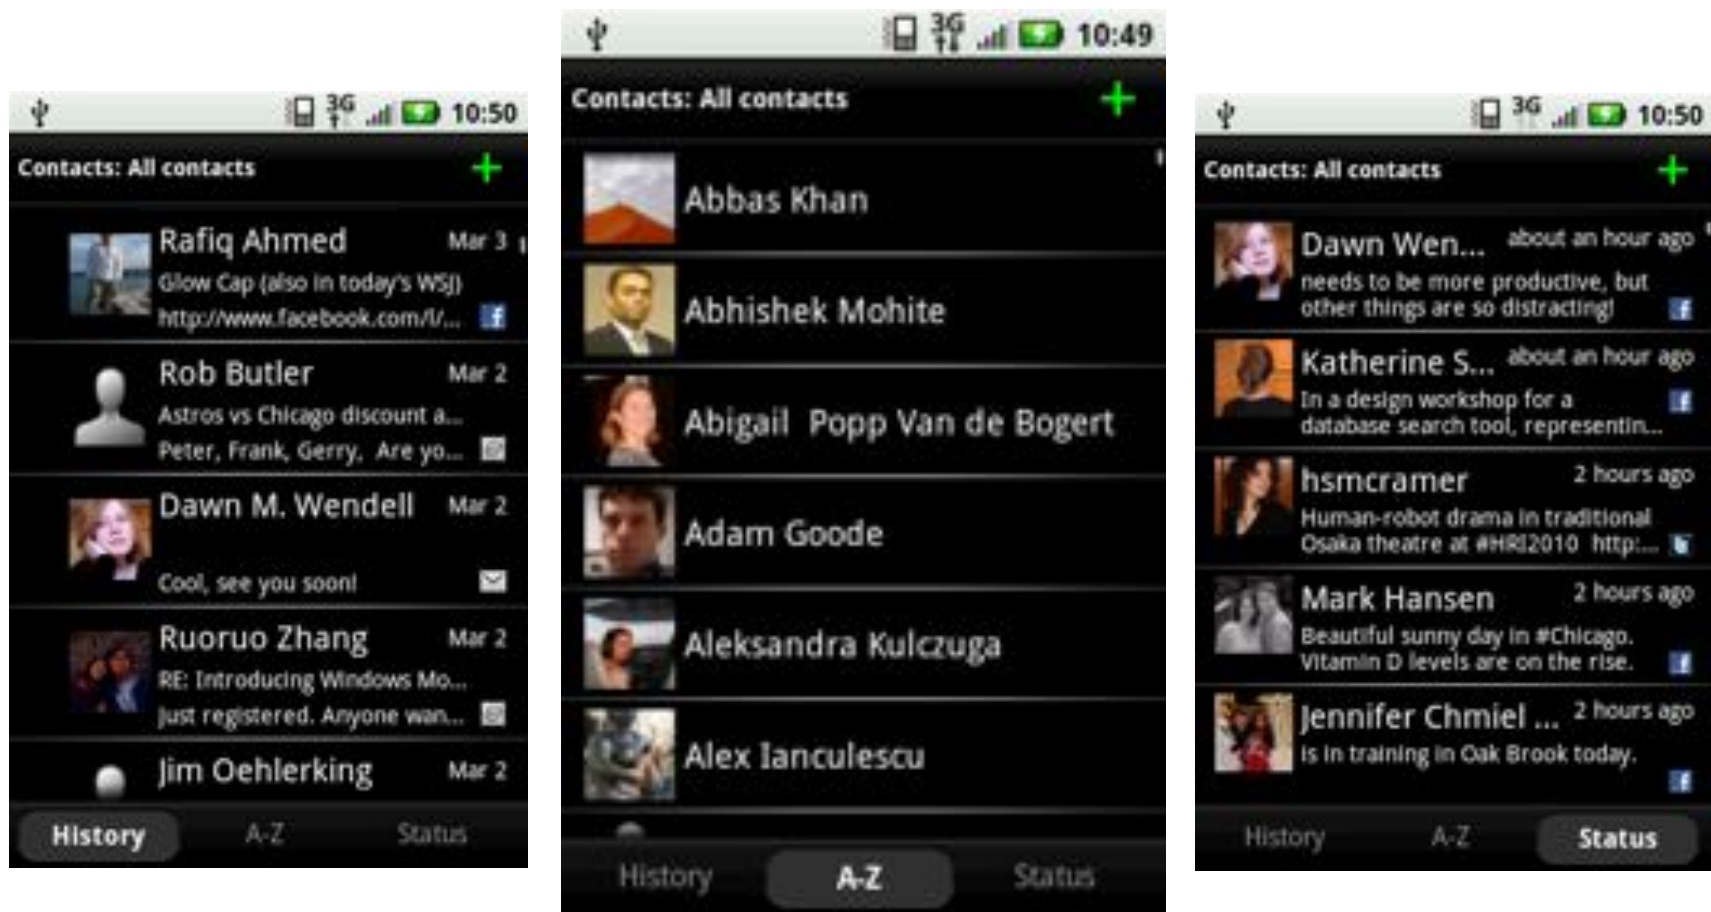 3G 10:50
Contacts: All contacts +
Rafiq Ahmed Mar 3
Glow Cap (also in today's WSJ)
http://www.facebook.com/l/... f
Rob Butler Mar 2
Astros vs Chicago discount a...
Peter, Frank, Gerry,  Are yo... @
Dawn M. Wendell Mar 2
Cool, see you soon!
Ruoruo Zhang Mar 2
RE: Introducing Windows Mo...
Just registered. Anyone wan... @
Jim Oehlerking Mar 2
History A-Z Status
3G 10:49
Contacts: All contacts +
Abbas Khan
Abhishek Mohite
Abigail  Popp Van de Bogert
Adam Goode
Aleksandra Kulczuga
Alex Ianculescu
History A-Z Status
3G 10:50
Contacts: All contacts +
Dawn Wen... about an hour ago
needs to be more productive, but
other things are so distracting! f
Katherine S... about an hour ago
In a design workshop for a f
database search tool, representin...
hsmcramer 2 hours ago
Human-robot drama in traditional
Osaka theatre at #HRI2010  http:... t
Mark Hansen 2 hours ago
Beautiful sunny day in #Chicago.
Vitamin D levels are on the rise. f
Jennifer Chmiel ... 2 hours ago
is in training in Oak Brook today.
f
History A-Z Status